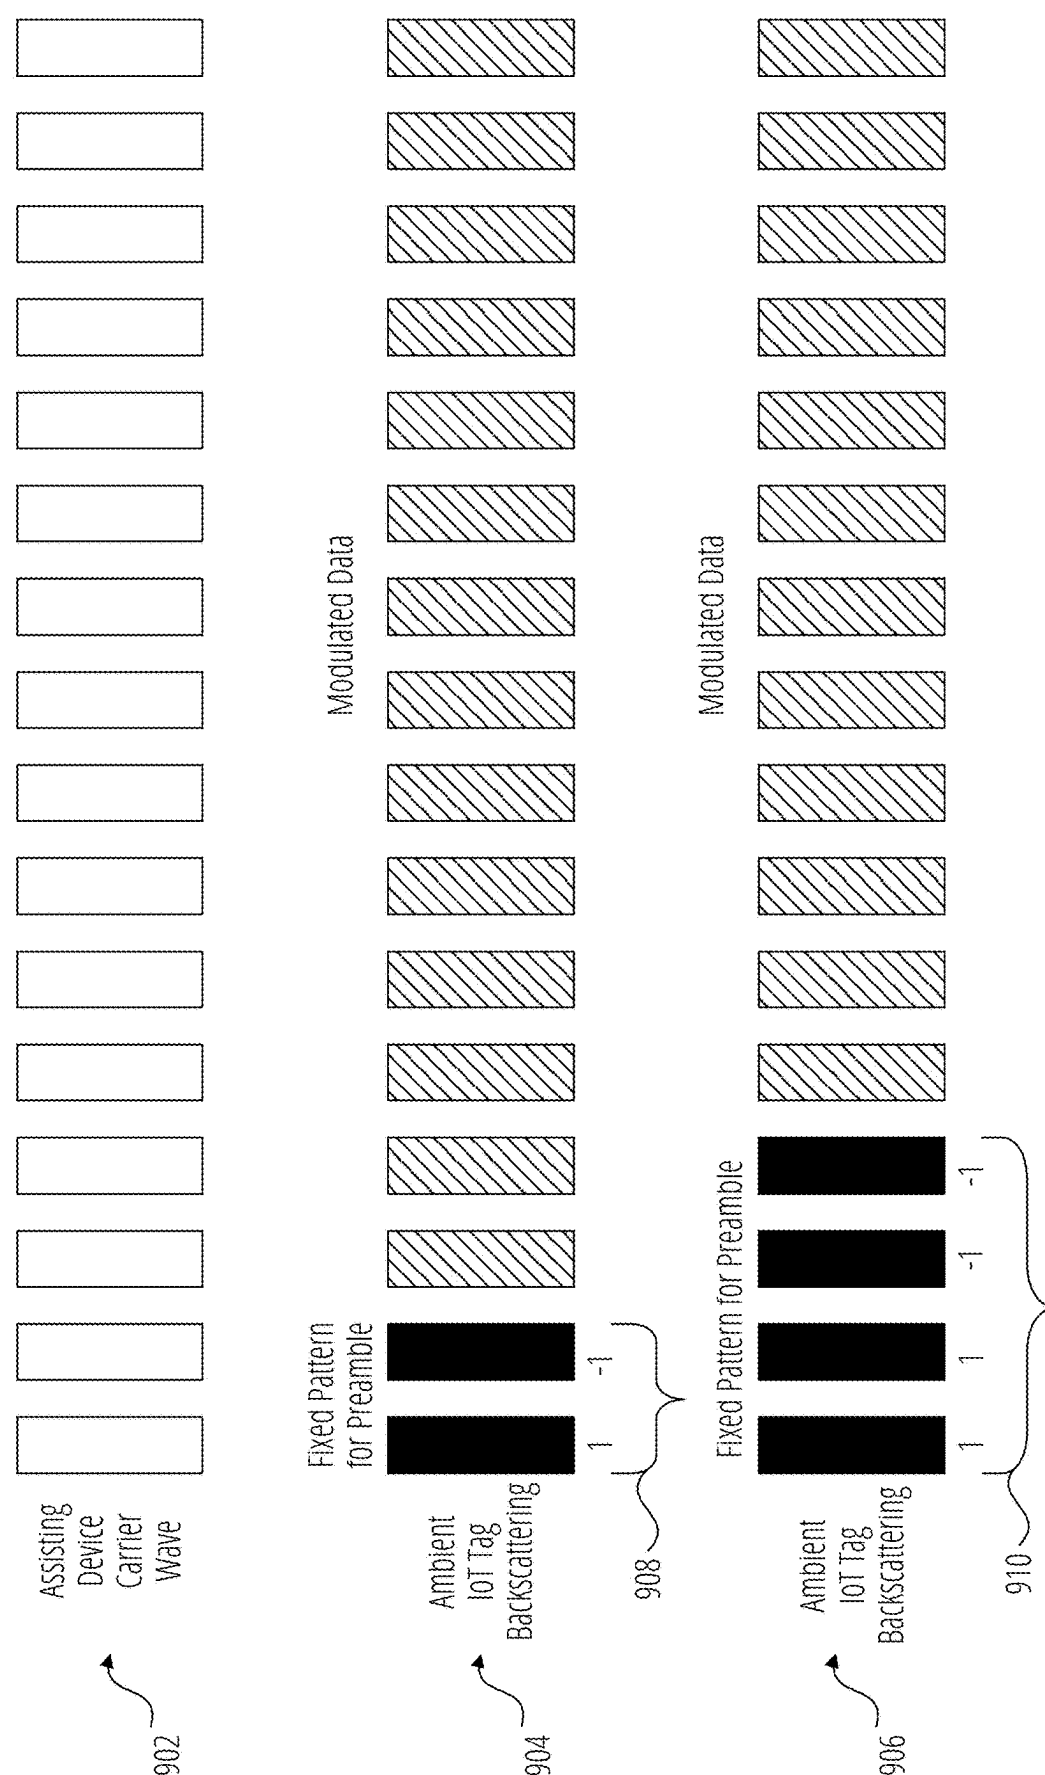 Assisting
Device
Carrier
Wave
902
Modulated Data
Fixed Pattern
for Preamble
Ambient
IoT Tag
Backscattering
1
-1
904
908
Modulated Data
Fixed Pattern for Preamble
Ambient
IoT Tag
Backscattering
1
1
-1
-1
906
910